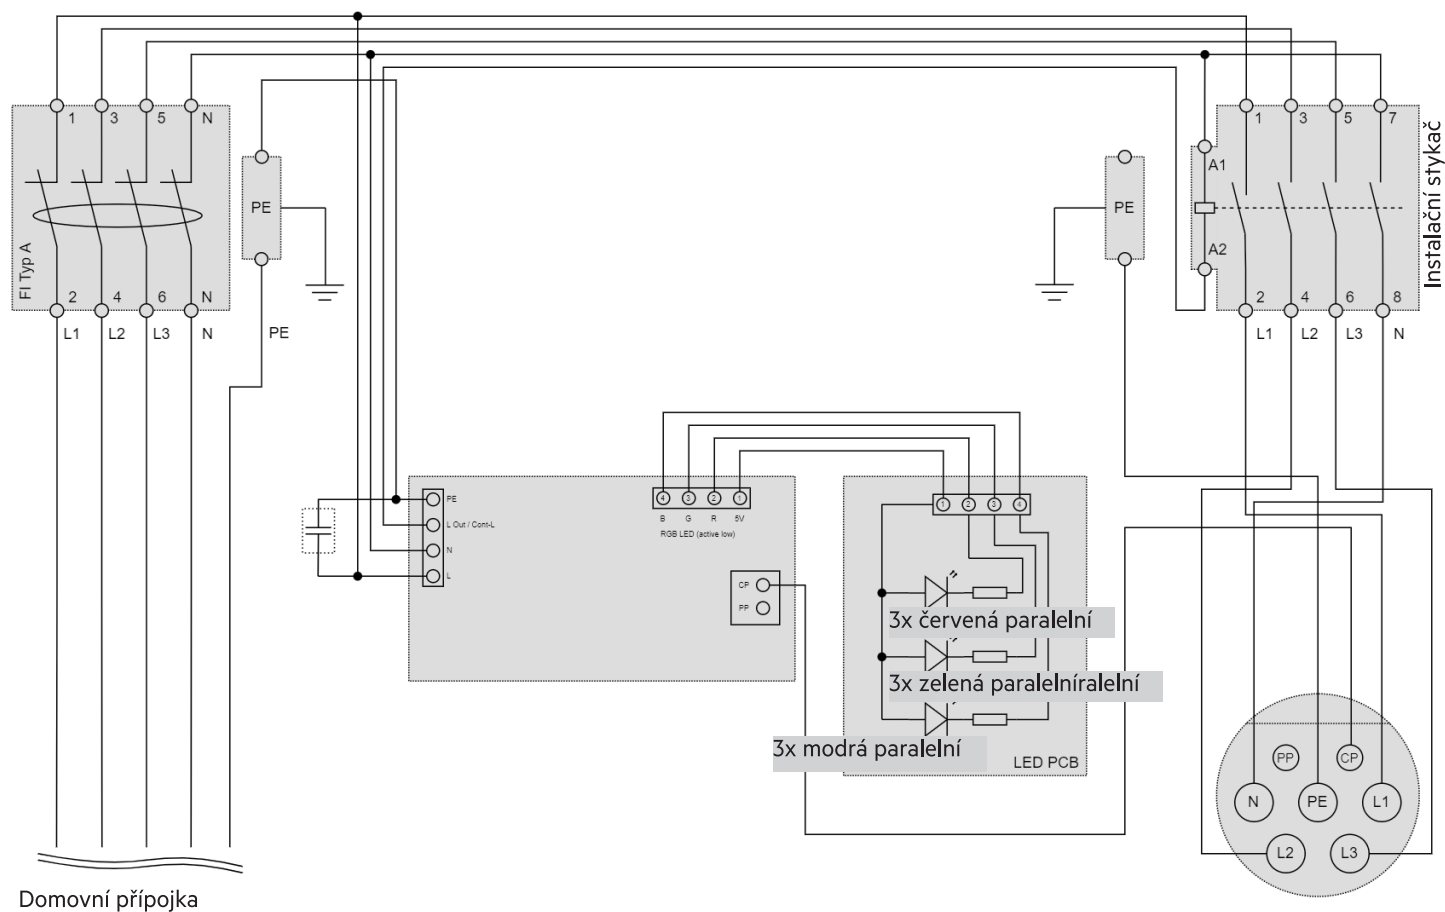 1 3 5 N
1 3 5 7
Instalační stykač
A1
PE
PE
A2
FI Typ A
2 4 6 N
2 4 6 8
L1 L2 L3 N PE
L1 L2 L3 N
PE
L Out / Cont-L
N
L
4 3 2 1
B G R 5V
RGB LED (active low)
1 2 3 4
CP
PP
3x červená paralelní
3x zelená paralelníralelní
3x modrá paralelní
LED PCB
PP CP
N PE L1
L2 L3
Domovní přípojka